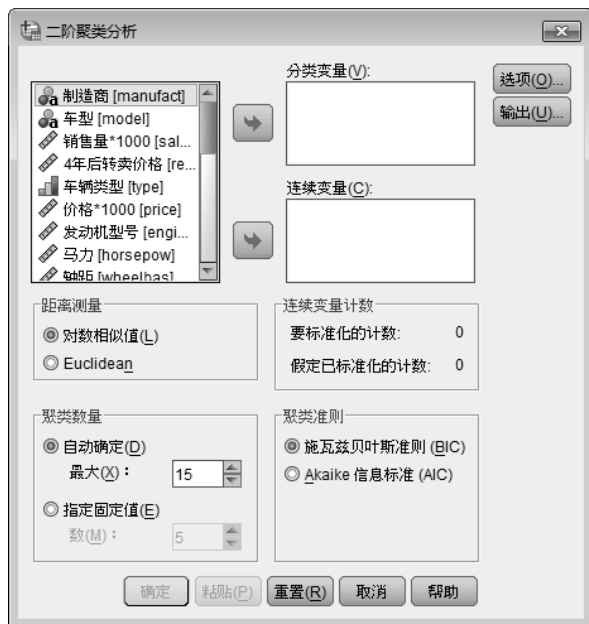 二阶聚类分析
制造商 [manufact]
车型 [model]
销售量*1000 [sal...
4年后转卖价格 [re...
车辆类型 [type]
价格*1000 [price]
发动机型号 [engi...
马力 [horsepow]
轴距 [wheelbas]
分类变量(V):
连续变量(C):
选项(O)...
输出(U)...
距离测量
对数相似值(L)
Euclidean
连续变量计数
要标准化的计数: 0
假定已标准化的计数: 0
聚类数量
自动确定(D)
最大(X): 15
指定固定值(E)
数(M): 5
聚类准则
施瓦兹贝叶斯准则 (BIC)
Akaike 信息标准 (AIC)
确定 粘贴(P) 重置(R) 取消 帮助